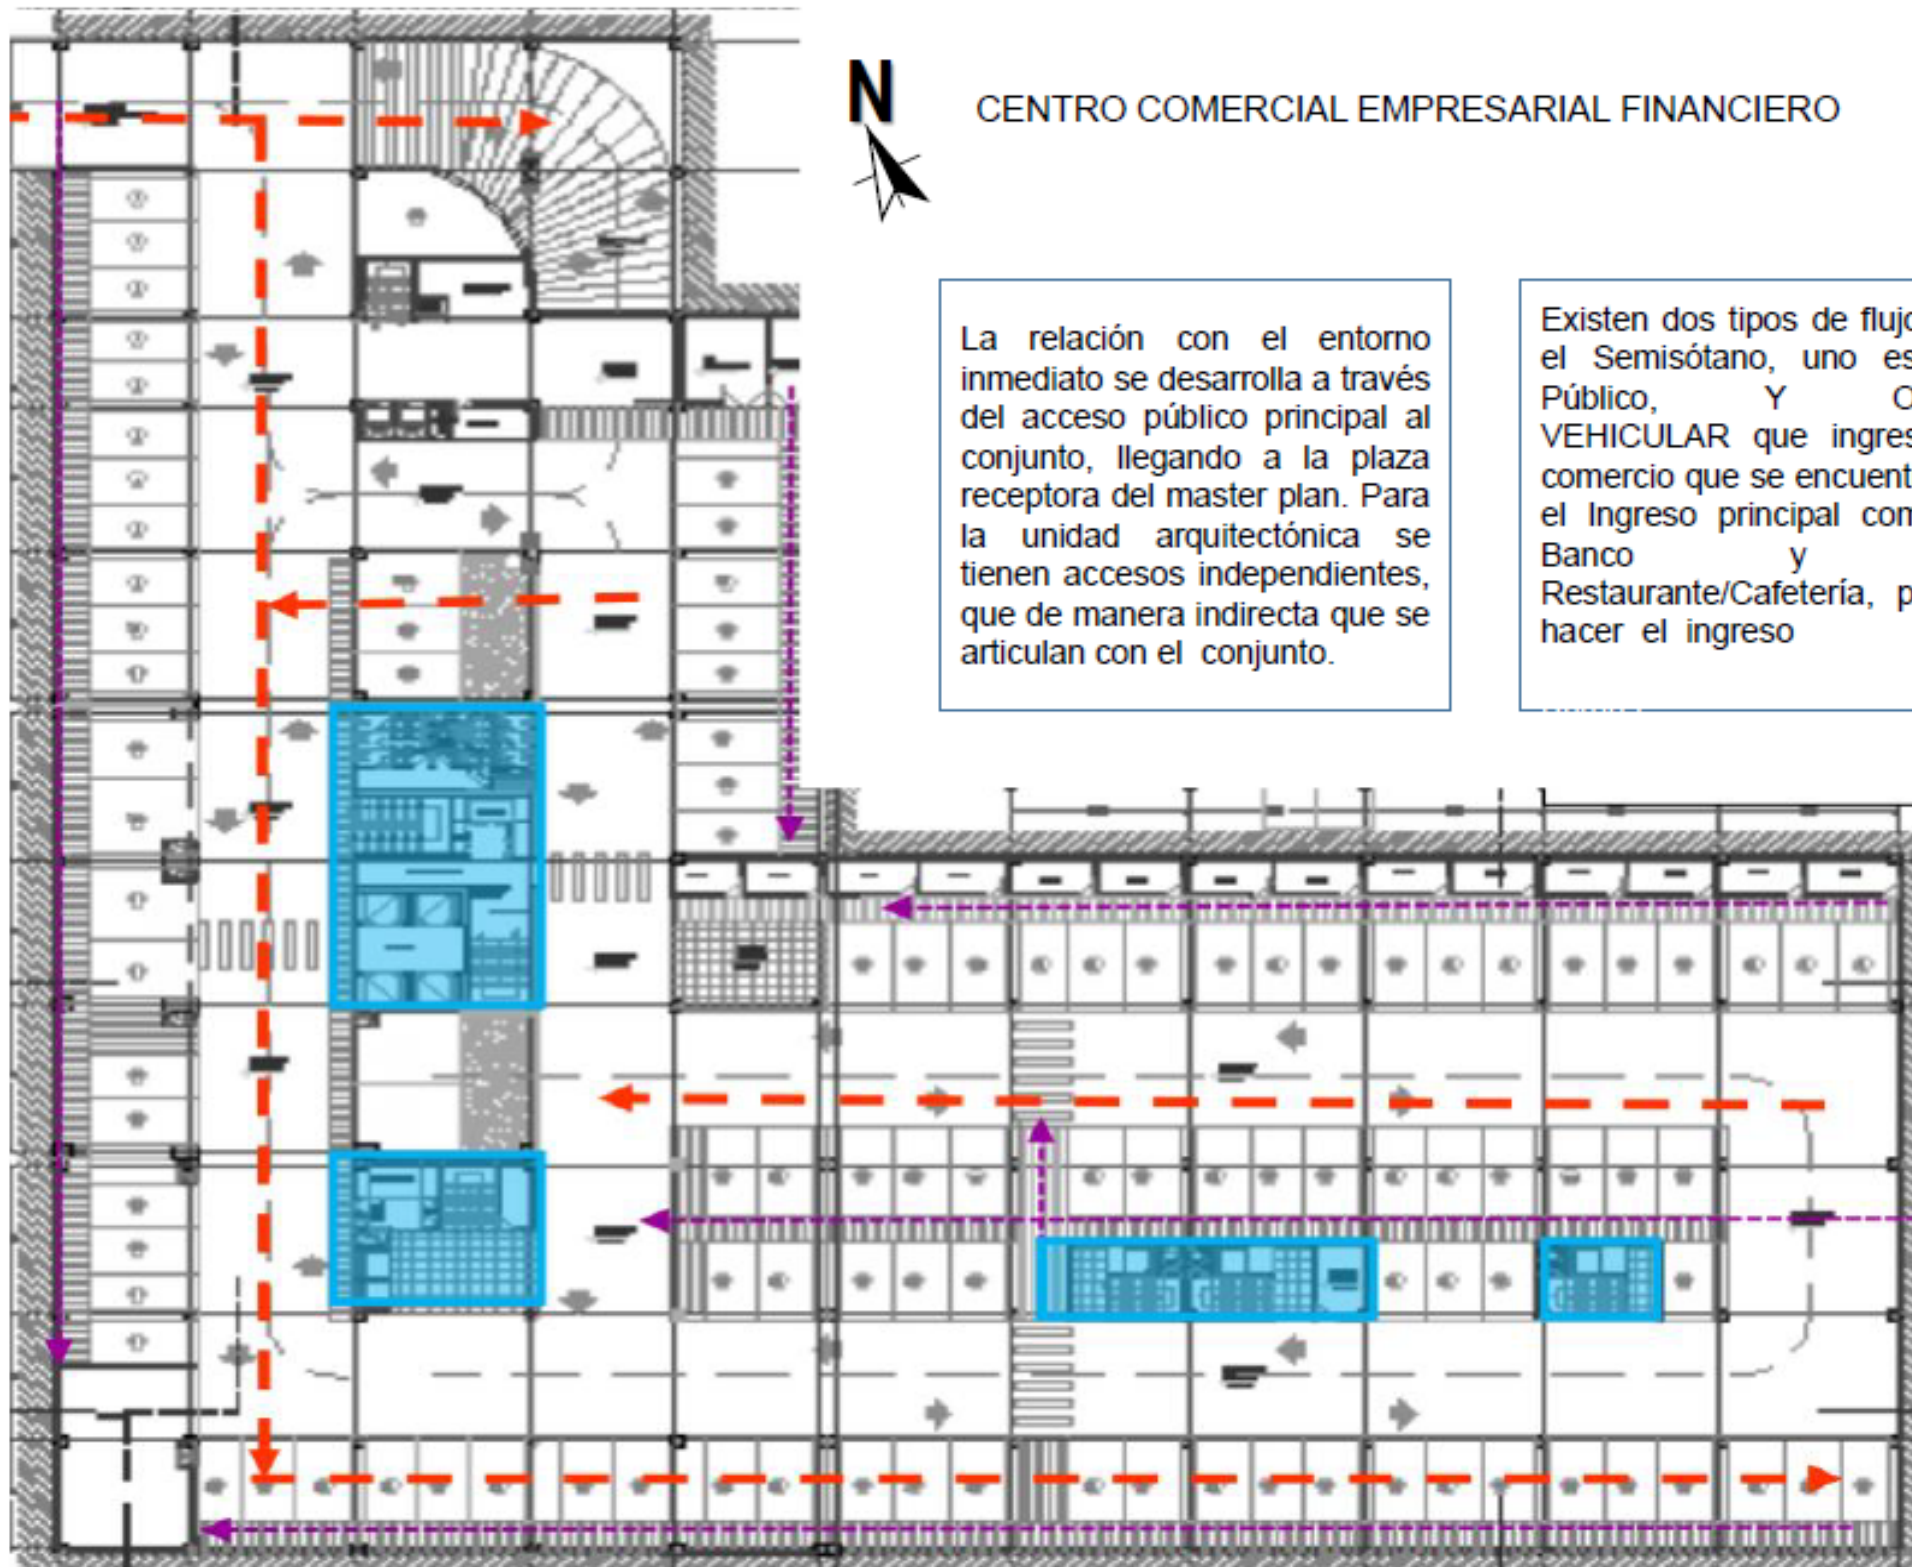 N
CENTRO COMERCIAL EMPRESARIAL FINANCIERO
La relación con el entorno
inmediato se desarrolla a través
del acceso público principal al
conjunto, llegando a la plaza
receptora del master plan. Para
la unidad arquitectónica se
tienen accesos independientes,
que de manera indirecta que se
articulan con el conjunto.
Existen dos tipos de flujo
el Semisótano, uno es
Público, Y O
VEHICULAR que ingres
comercio que se encuent
el Ingreso principal com
Banco y
Restaurante/Cafetería, p
hacer el ingreso